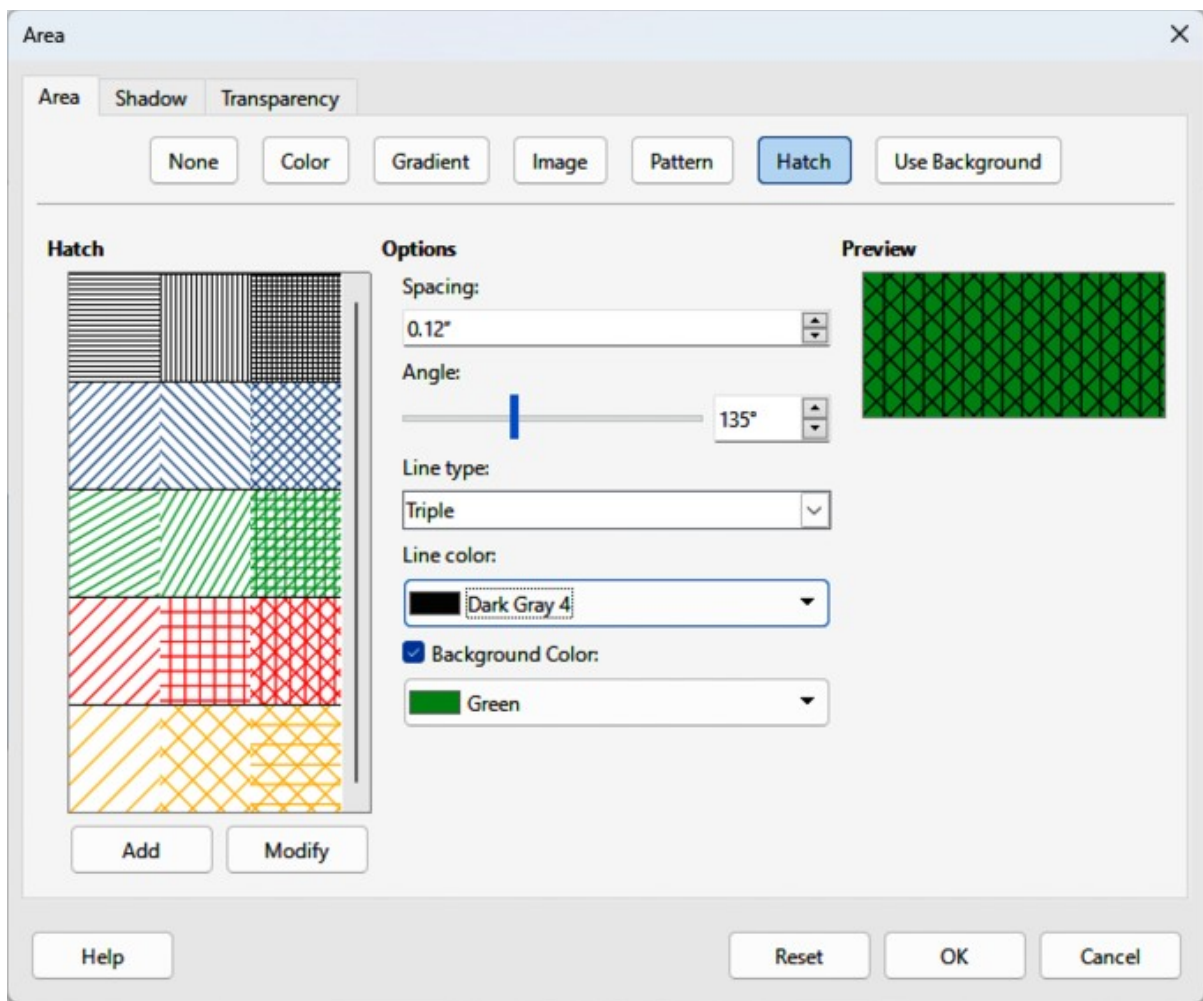 Area
Area Shadow Transparency
None Color Gradient Image Pattern Hatch Use Background
Hatch Options Preview
Spacing:
0.12″
Angle:
135°
Line type:
Triple
Line color:
Dark Gray 4
Background Color:
Green
Add Modify
Help Reset OK Cancel